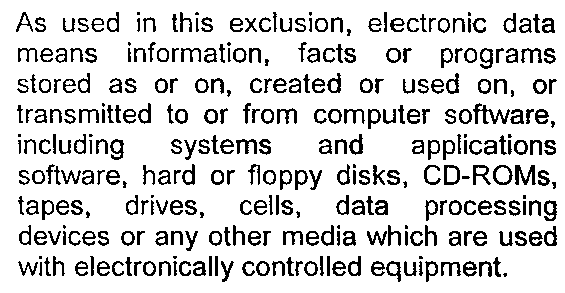 As used in this exclusion, electronic data
means information, facts or programs
stored as or on, created or used on, or
transmitted to or from computer software,
including systems and applications
software, hard or floppy disks, CD-ROMs,
tapes, drives, cells, data processing
devices or any other media which are used
with electronically controlled equipment.